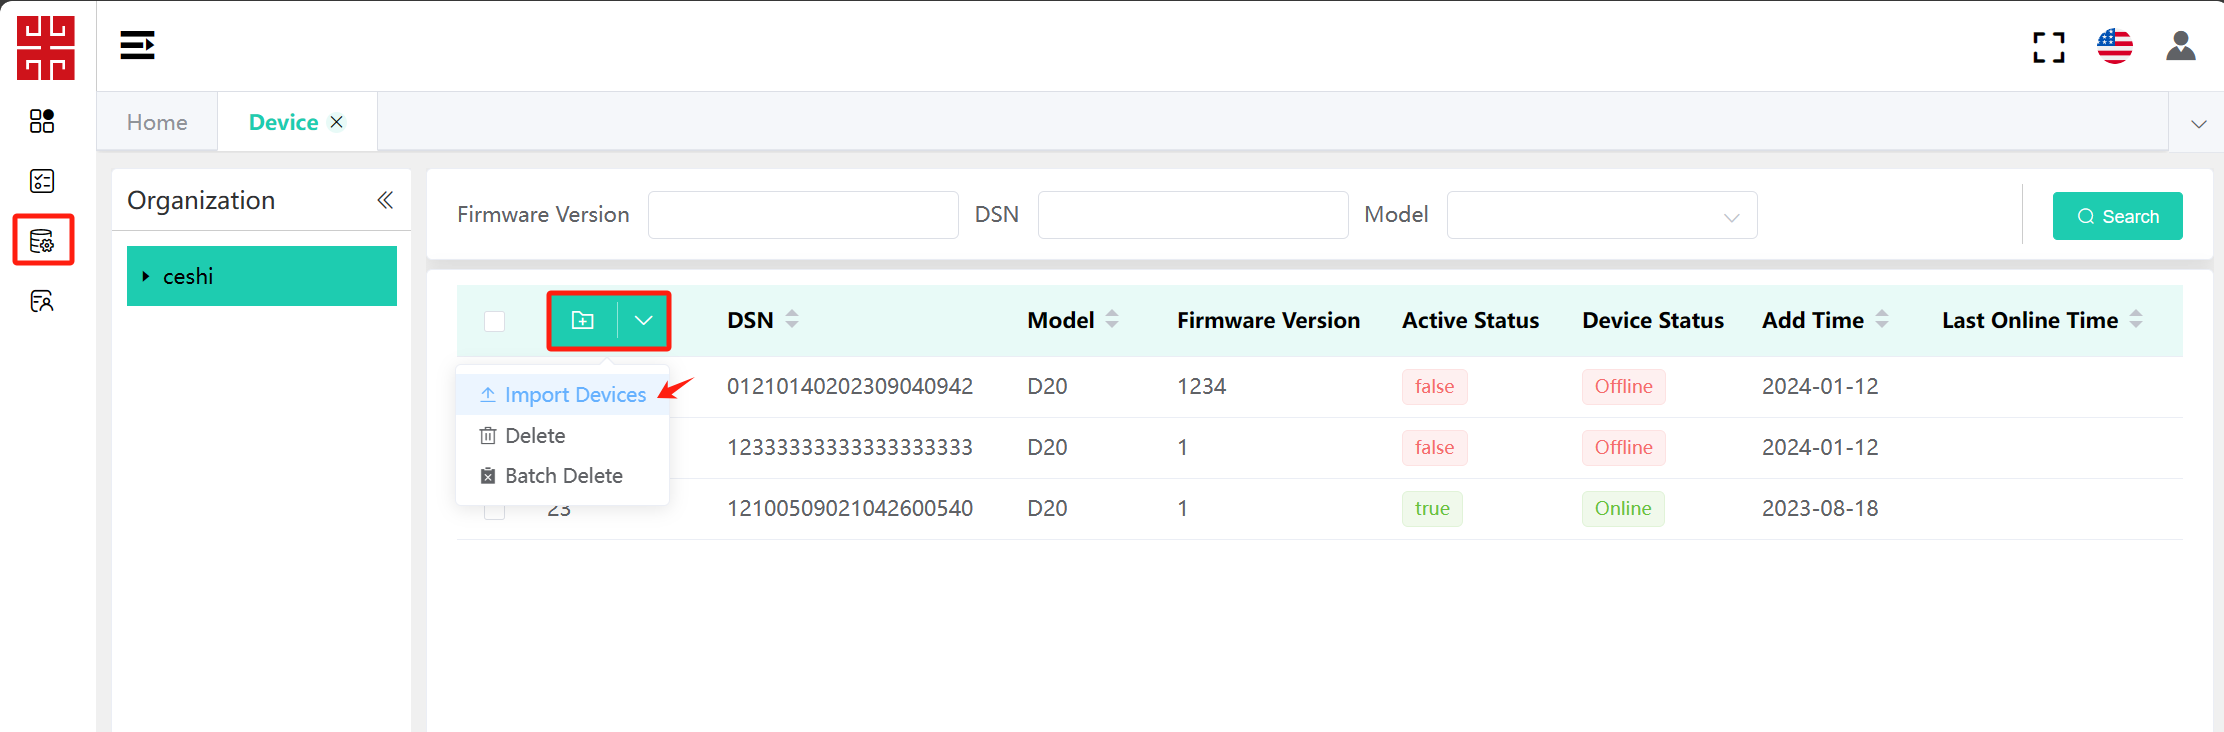 Home
Device
Organization
ceshi
Firmware Version DSN Model Search
DSN Model Firmware Version Active Status Device Status Add Time Last Online Time
Import Devices
Delete
Batch Delete
01210140202309040942 D20 1234 false Offline 2024-01-12
12333333333333333333 D20 1 false Offline 2024-01-12
23 12100509021042600540 D20 1 true Online 2023-08-18